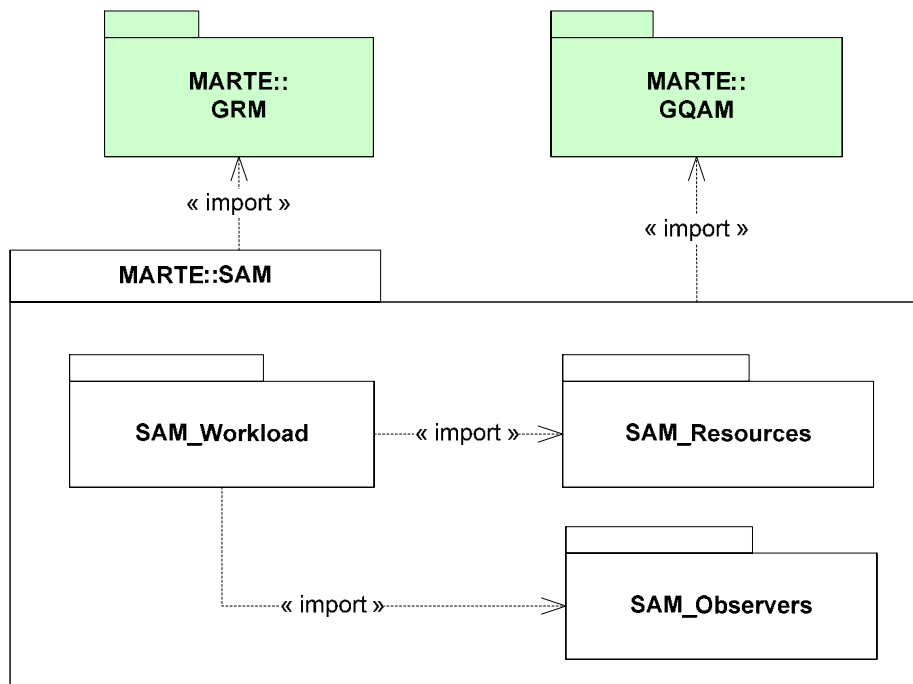 MARTE::
GRM
MARTE::
GQAM
« import »
« import »
MARTE::SAM
SAM_Workload
« import »
SAM_Resources
« import »
SAM_Observers